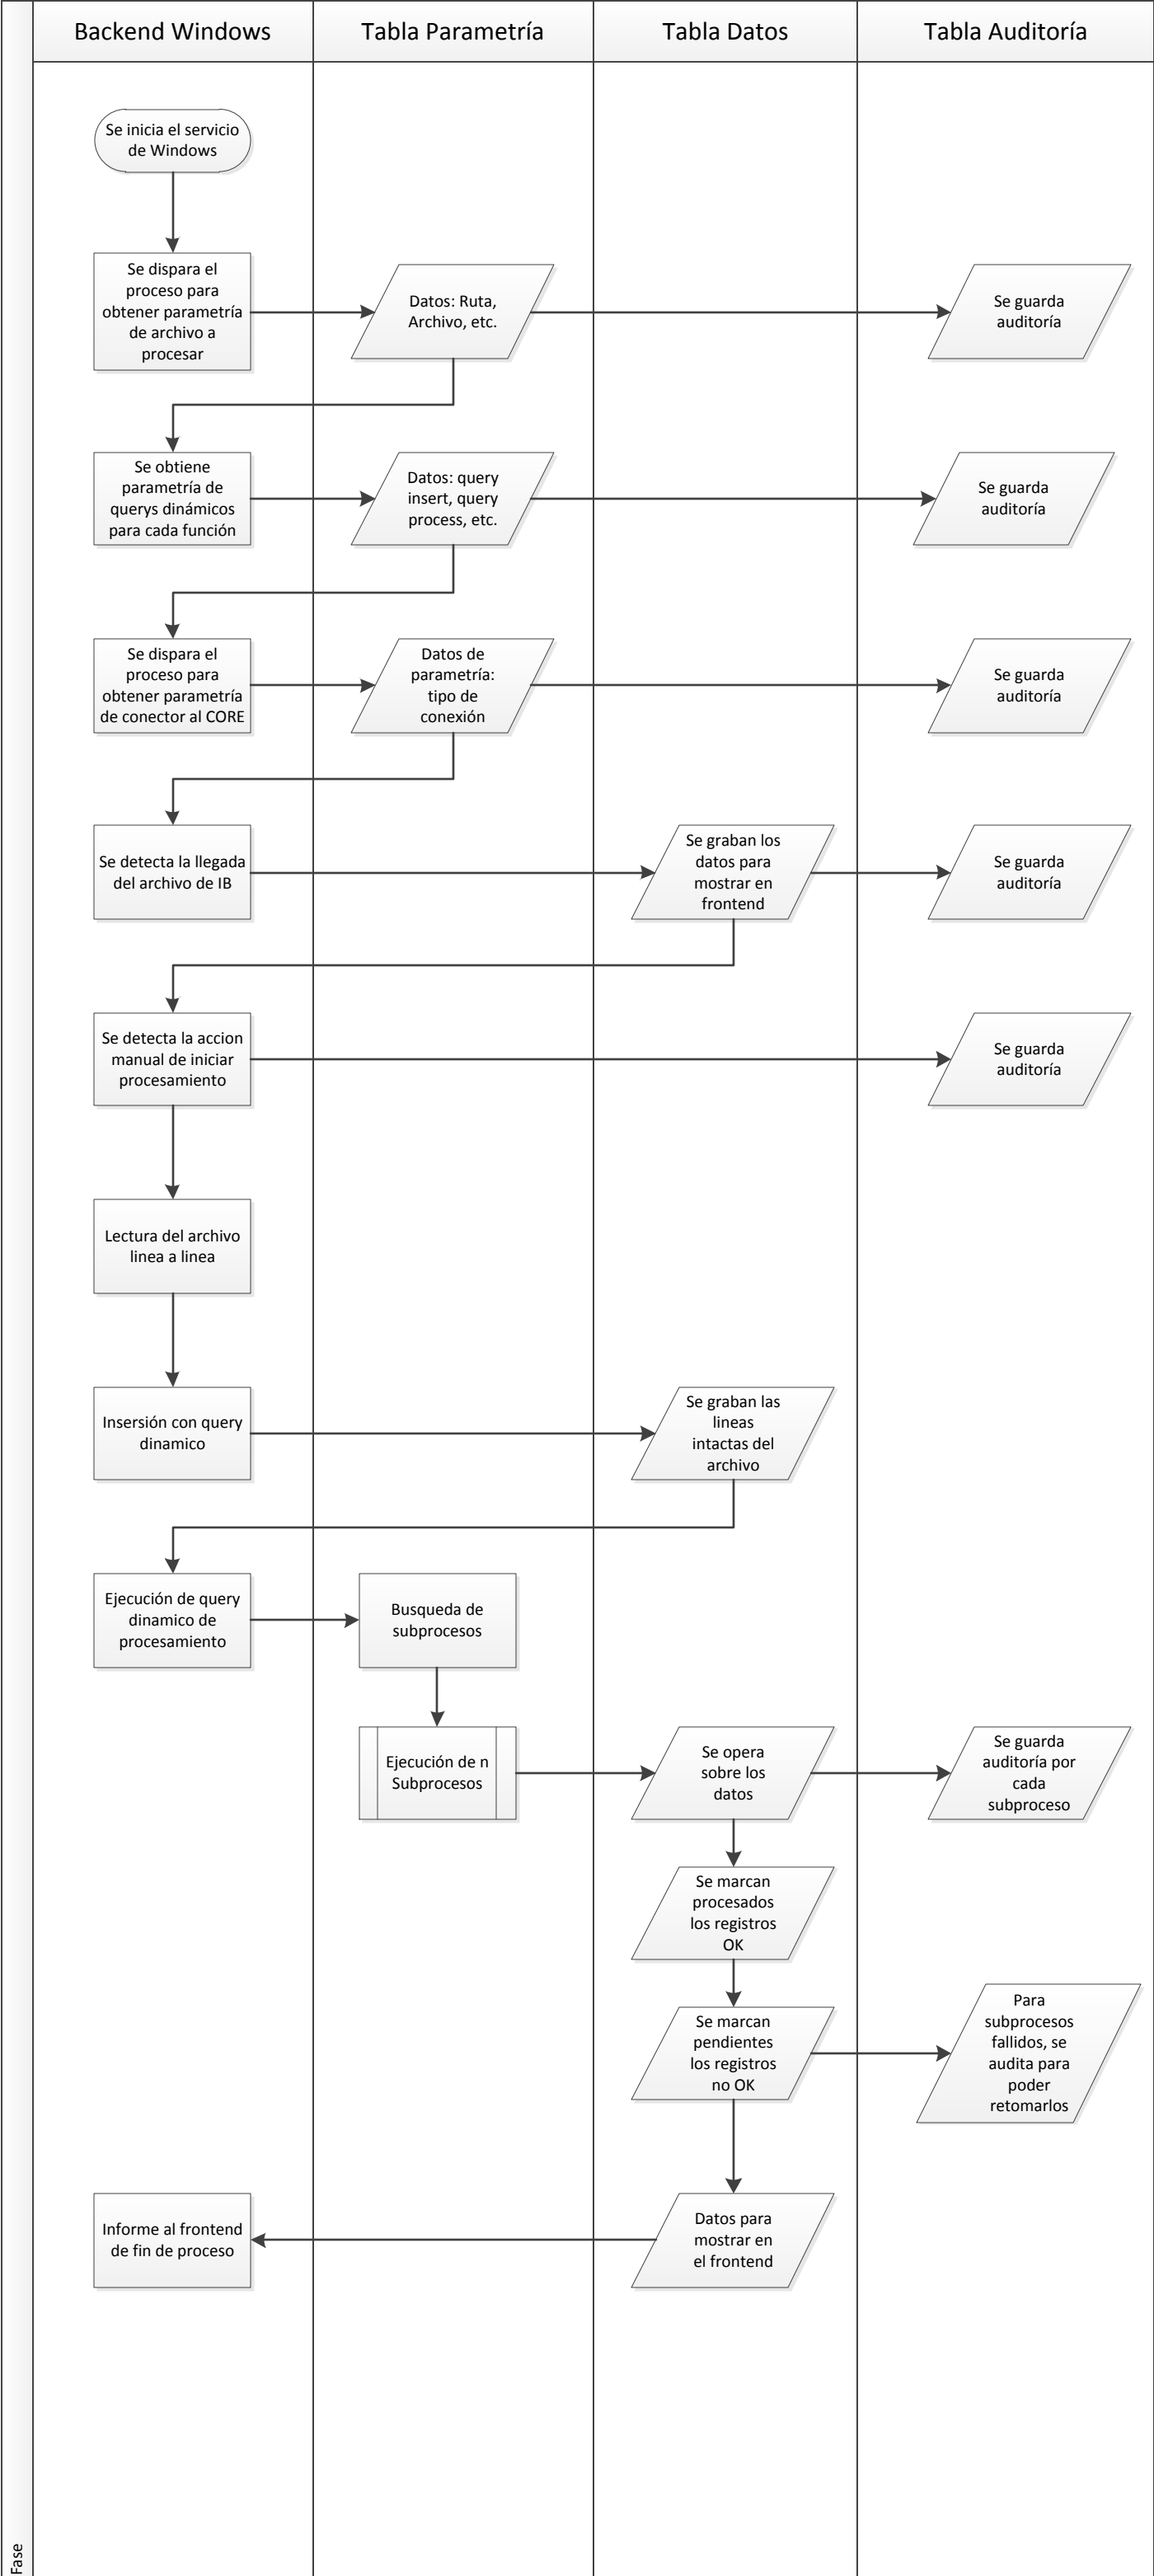 Backend Windows
Tabla Parametría
Tabla Datos
Tabla Auditoría
Se inicia el servicio
de Windows
Se dispara el
proceso para
obtener parametría
de archivo a
procesar
Datos: Ruta,
Archivo, etc.
Se guarda
auditoría
Se obtiene
parametría de
querys dinámicos
para cada función
Datos: query
insert, query
process, etc.
Se guarda
auditoría
Se dispara el
proceso para
obtener parametría
de conector al CORE
Datos de
parametría:
tipo de
conexión
Se guarda
auditoría
Se detecta la llegada
del archivo de IB
Se graban los
datos para
mostrar en
frontend
Se guarda
auditoría
Se detecta la accion
manual de iniciar
procesamiento
Se guarda
auditoría
Lectura del archivo
linea a linea
Insersión con query
dinamico
Se graban las
lineas
intactas del
archivo
Ejecución de query
dinamico de
procesamiento
Busqueda de
subprocesos
Ejecución de n
Subprocesos
Se opera
sobre los
datos
Se guarda
auditoría por
cada
subproceso
Se marcan
procesados
los registros
OK
Se marcan
pendientes
los registros
no OK
Para
subprocesos
fallidos, se
audita para
poder
retomarlos
Informe al frontend
de fin de proceso
Datos para
mostrar en
el frontend
Fase